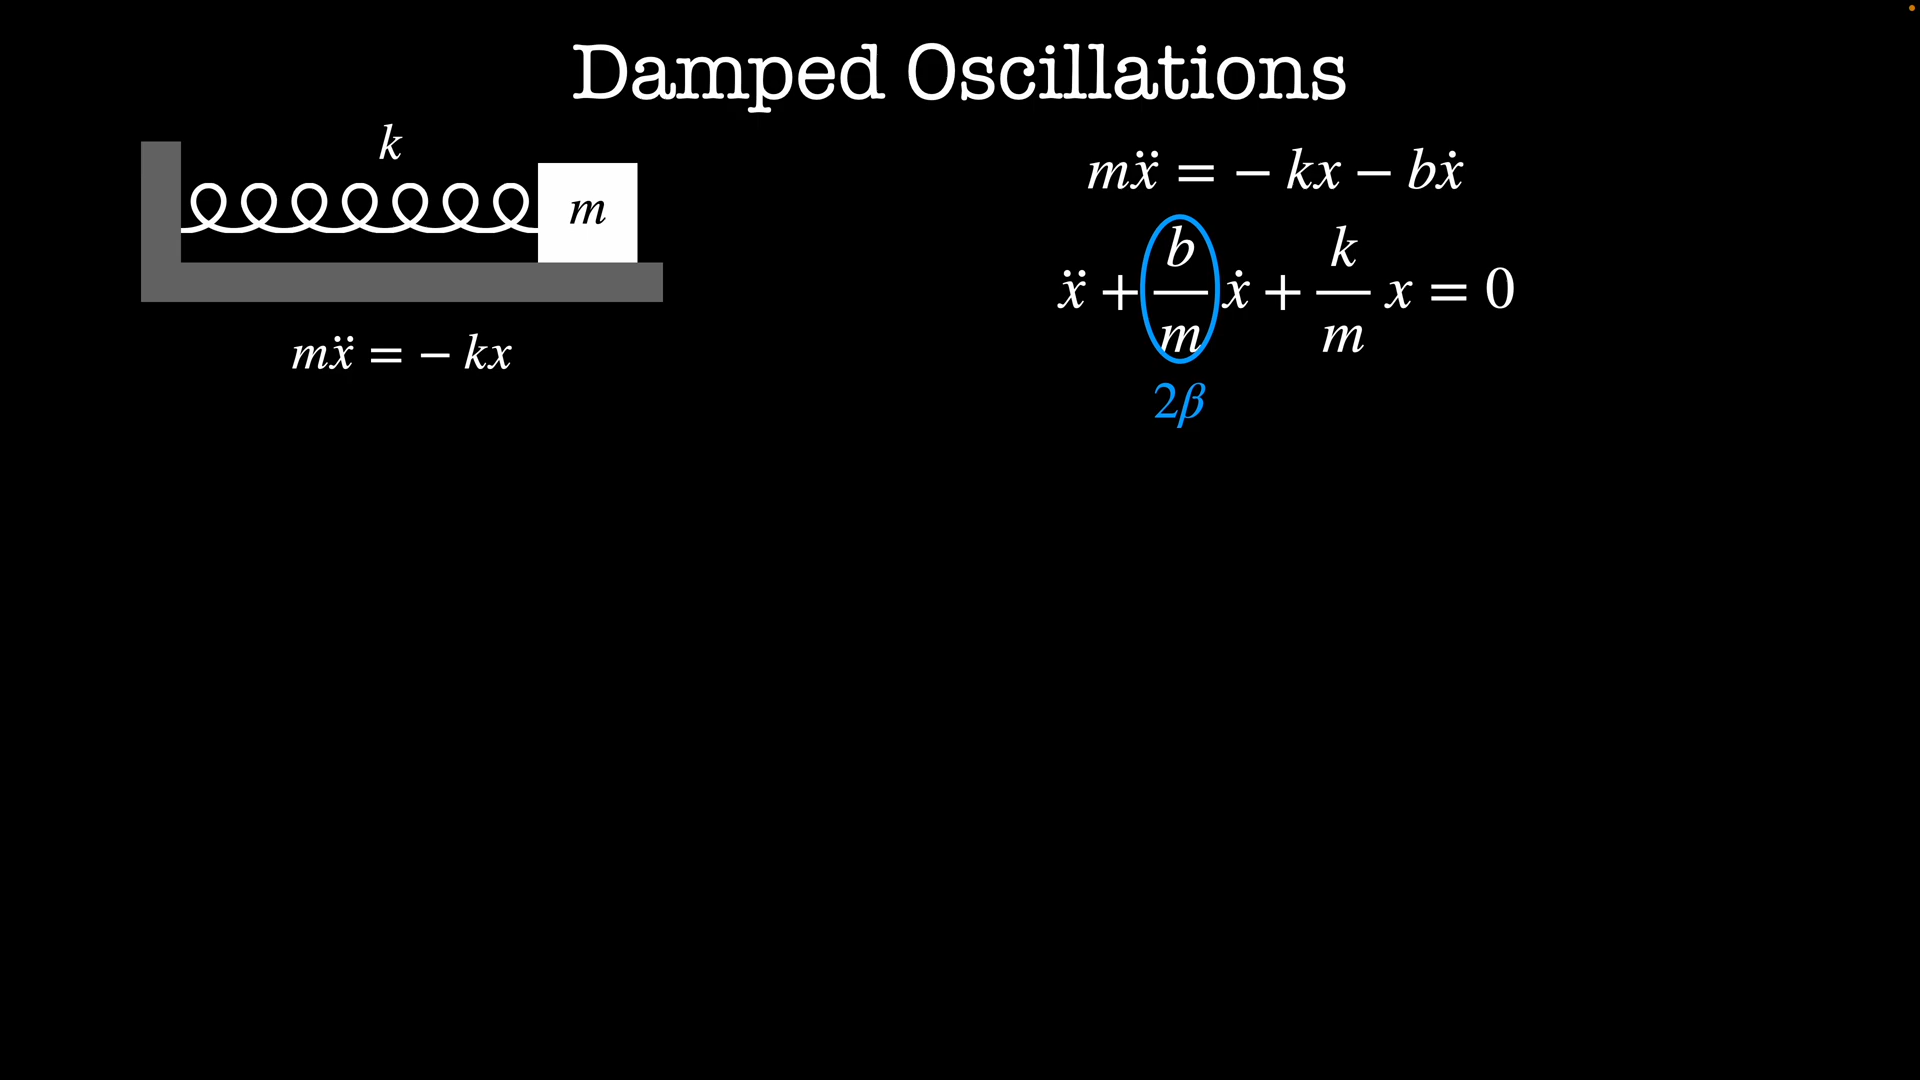 Damped Oscillations
k
m
mẍ = − kx
mẍ = − kx − bẋ
ẍ + b/m ẋ + k/m x = 0
2β